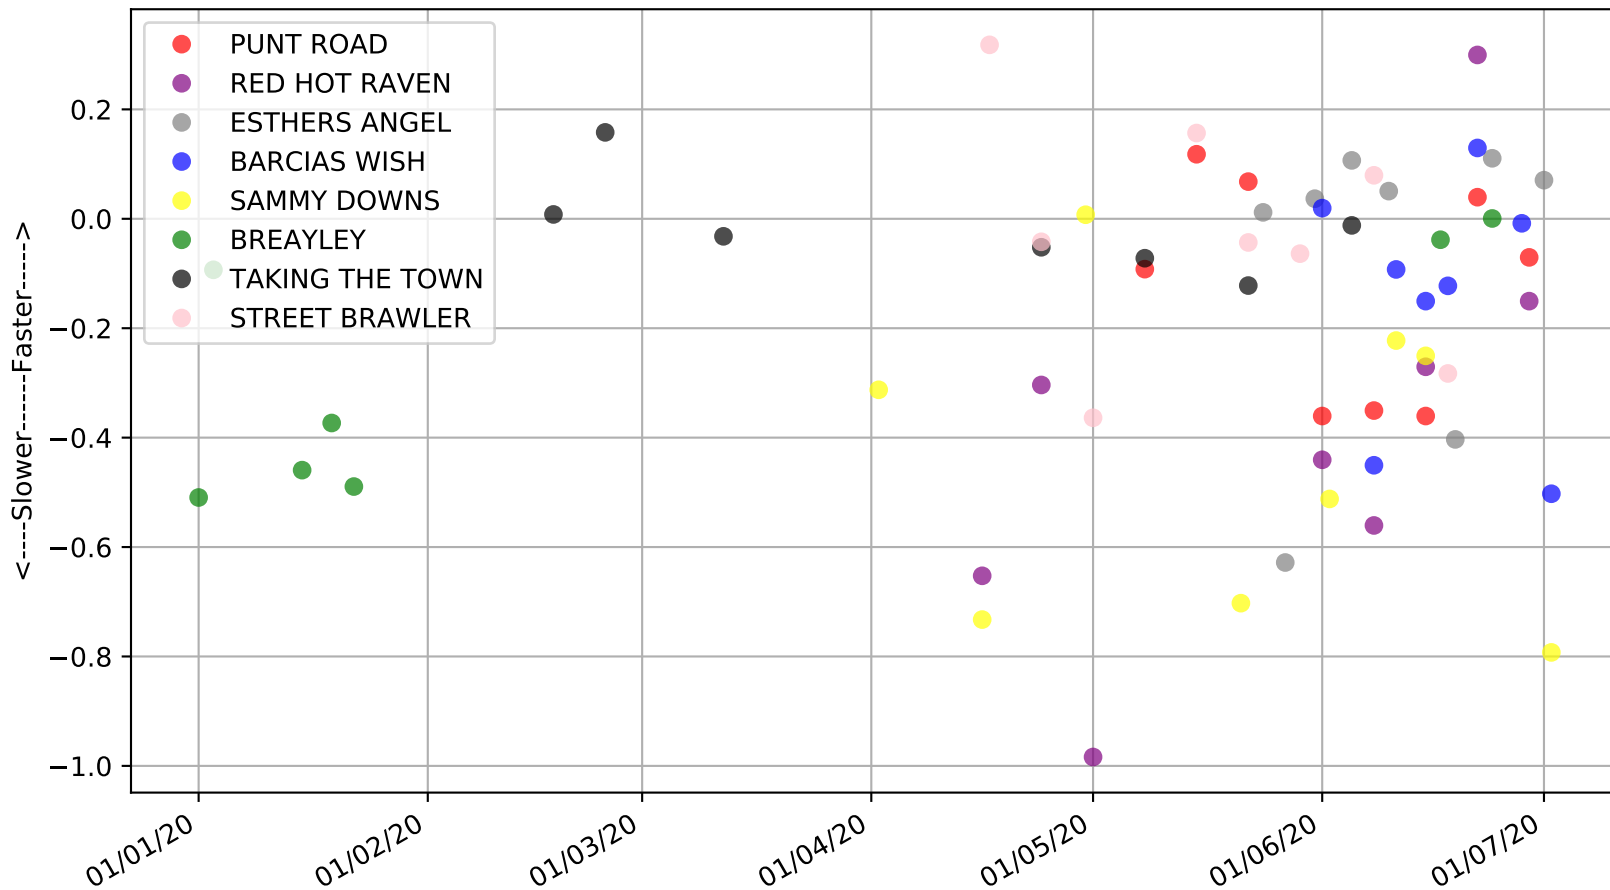 PUNT ROAD
RED HOT RAVEN
ESTHERS ANGEL
BARCIAS WISH
SAMMY DOWNS
BREAYLEY
TAKING THE TOWN
STREET BRAWLER
<----Slower------Faster----->
0.2
0.0
−0.2
−0.4
−0.6
−0.8
−1.0
01/01/20
01/02/20
01/03/20
01/04/20
01/05/20
01/06/20
01/07/20